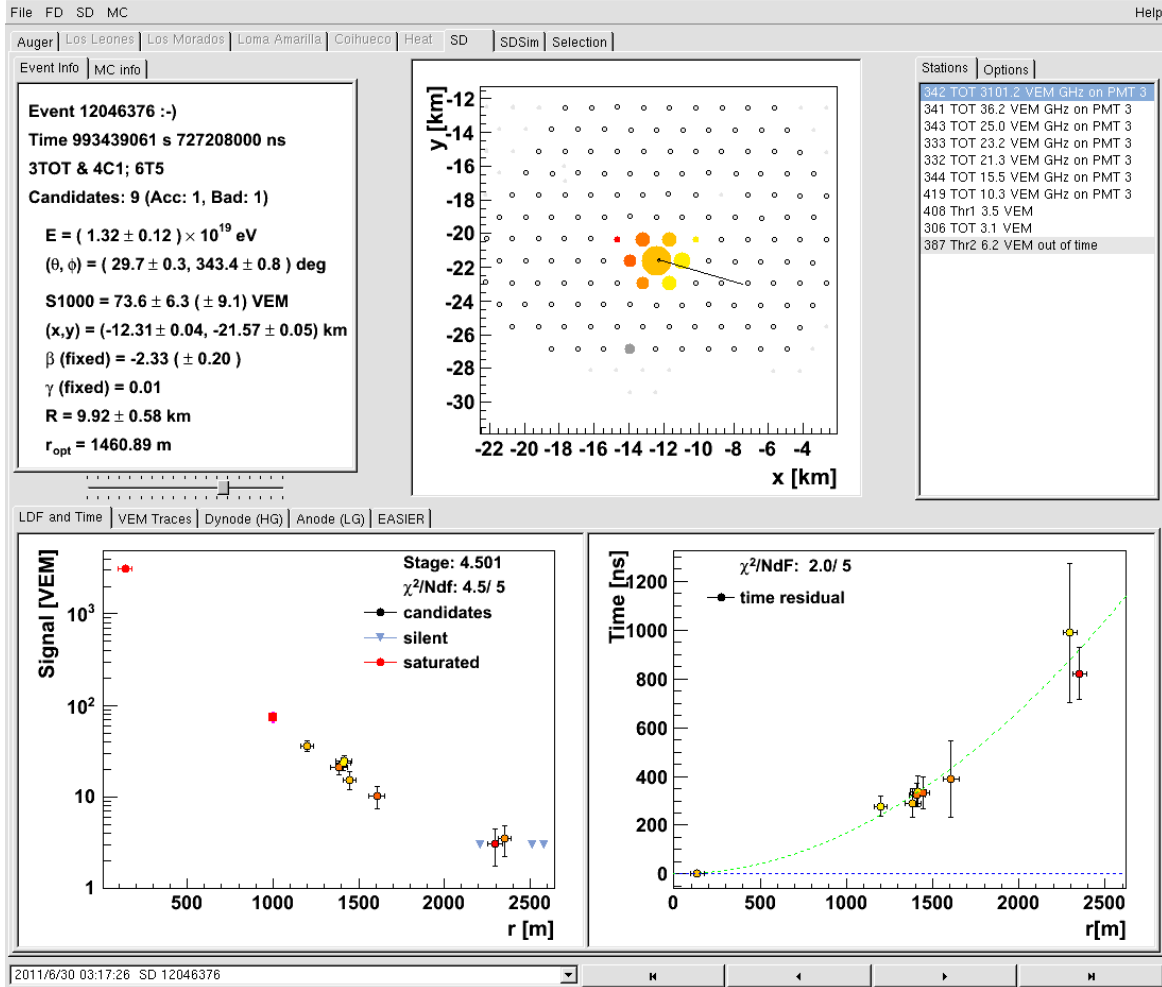 File FD SD MC Help
Auger Los Leones Los Morados Loma Amarilla Coihueco Heat SD SDSim Selection
Event Info MC info
Event 12046376 :-)
Time 993439061 s 727208000 ns
3TOT & 4C1; 6T5
Candidates: 9 (Acc: 1, Bad: 1)
E = ( 1.32 ± 0.12 ) × 10^19 eV
(θ, ϕ) = ( 29.7 ± 0.3, 343.4 ± 0.8 ) deg
S1000 = 73.6 ± 6.3 ( ± 9.1) VEM
(x,y) = (-12.31 ± 0.04, -21.57 ± 0.05) km
β (fixed) = -2.33 ( ± 0.20 )
γ (fixed) = 0.01
R = 9.92 ± 0.58 km
r_opt = 1460.89 m
y [km]
-12
-14
-16
-18
-20
-22
-24
-26
-28
-30
-22 -20 -18 -16 -14 -12 -10 -8 -6 -4
x [km]
Stations Options
342 TOT 3101.2 VEM GHz on PMT 3
341 TOT 36.2 VEM GHz on PMT 3
343 TOT 25.0 VEM GHz on PMT 3
333 TOT 23.2 VEM GHz on PMT 3
332 TOT 21.3 VEM GHz on PMT 3
344 TOT 15.5 VEM GHz on PMT 3
419 TOT 10.3 VEM GHz on PMT 3
408 Thr1 3.5 VEM
306 TOT 3.1 VEM
387 Thr2 6.2 VEM out of time
LDF and Time VEM Traces Dynode (HG) Anode (LG) EASIER
Signal [VEM]
10^3
10^2
10
1
Stage: 4.501
χ²/Ndf: 4.5/ 5
candidates
silent
saturated
500 1000 1500 2000 2500
r [m]
Time [ns]
1200
1000
800
600
400
200
0
χ²/NdF: 2.0/ 5
time residual
0 500 1000 1500 2000 2500
r[m]
2011/6/30 03:17:26 SD 12046376